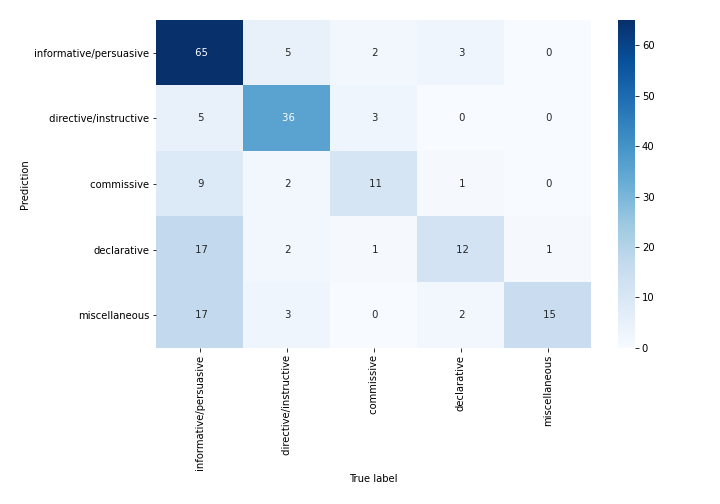 informative/persuasive 65 5 2 3 0
directive/instructive 5 36 3 0 0
commissive 9 2 11 1 0
declarative 17 2 1 12 1
miscellaneous 17 3 0 2 15
Prediction
informative/persuasive
directive/instructive
commissive
declarative
miscellaneous
True label
60
50
40
30
20
10
0